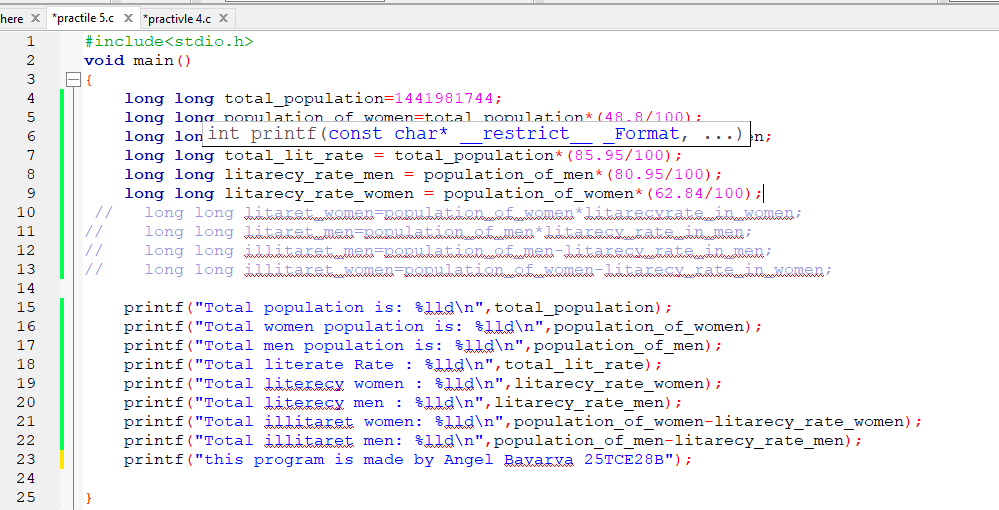 here X *practile 5.c X *practivle 4.c X
1 #include<stdio.h>
2 void main()
3 {
4 long long total_population=1441981744;
5 long long population_of_women=total_population*(48.8/100);
6 long lon int printf(const char* __restrict__ _Format, ...) en;
7 long long total_lit_rate = total_population*(85.95/100);
8 long long litarecy_rate_men = population_of_men*(80.95/100);
9 long long litarecy_rate_women = population_of_women*(62.84/100);
10 // long long litaret_women=population_of_women*litarecyrate_in_women;
11 // long long litaret_men=population_of_men*litarecy_rate_in_men;
12 // long long illitaret_men=population_of_men-litarecy_rate_in_men;
13 // long long illitaret_women=population_of_women-litarecy_rate_in_women;
14
15 printf("Total population is: %lld\n",total_population);
16 printf("Total women population is: %lld\n",population_of_women);
17 printf("Total men population is: %lld\n",population_of_men);
18 printf("Total literate Rate : %lld\n",total_lit_rate);
19 printf("Total literecy women : %lld\n",litarecy_rate_women);
20 printf("Total literecy men : %lld\n",litarecy_rate_men);
21 printf("Total illitaret women: %lld\n",population_of_women-litarecy_rate_women);
22 printf("Total illitaret men: %lld\n",population_of_men-litarecy_rate_men);
23 printf("this program is made by Angel Bavarva 25TCE28B");
24
25 }